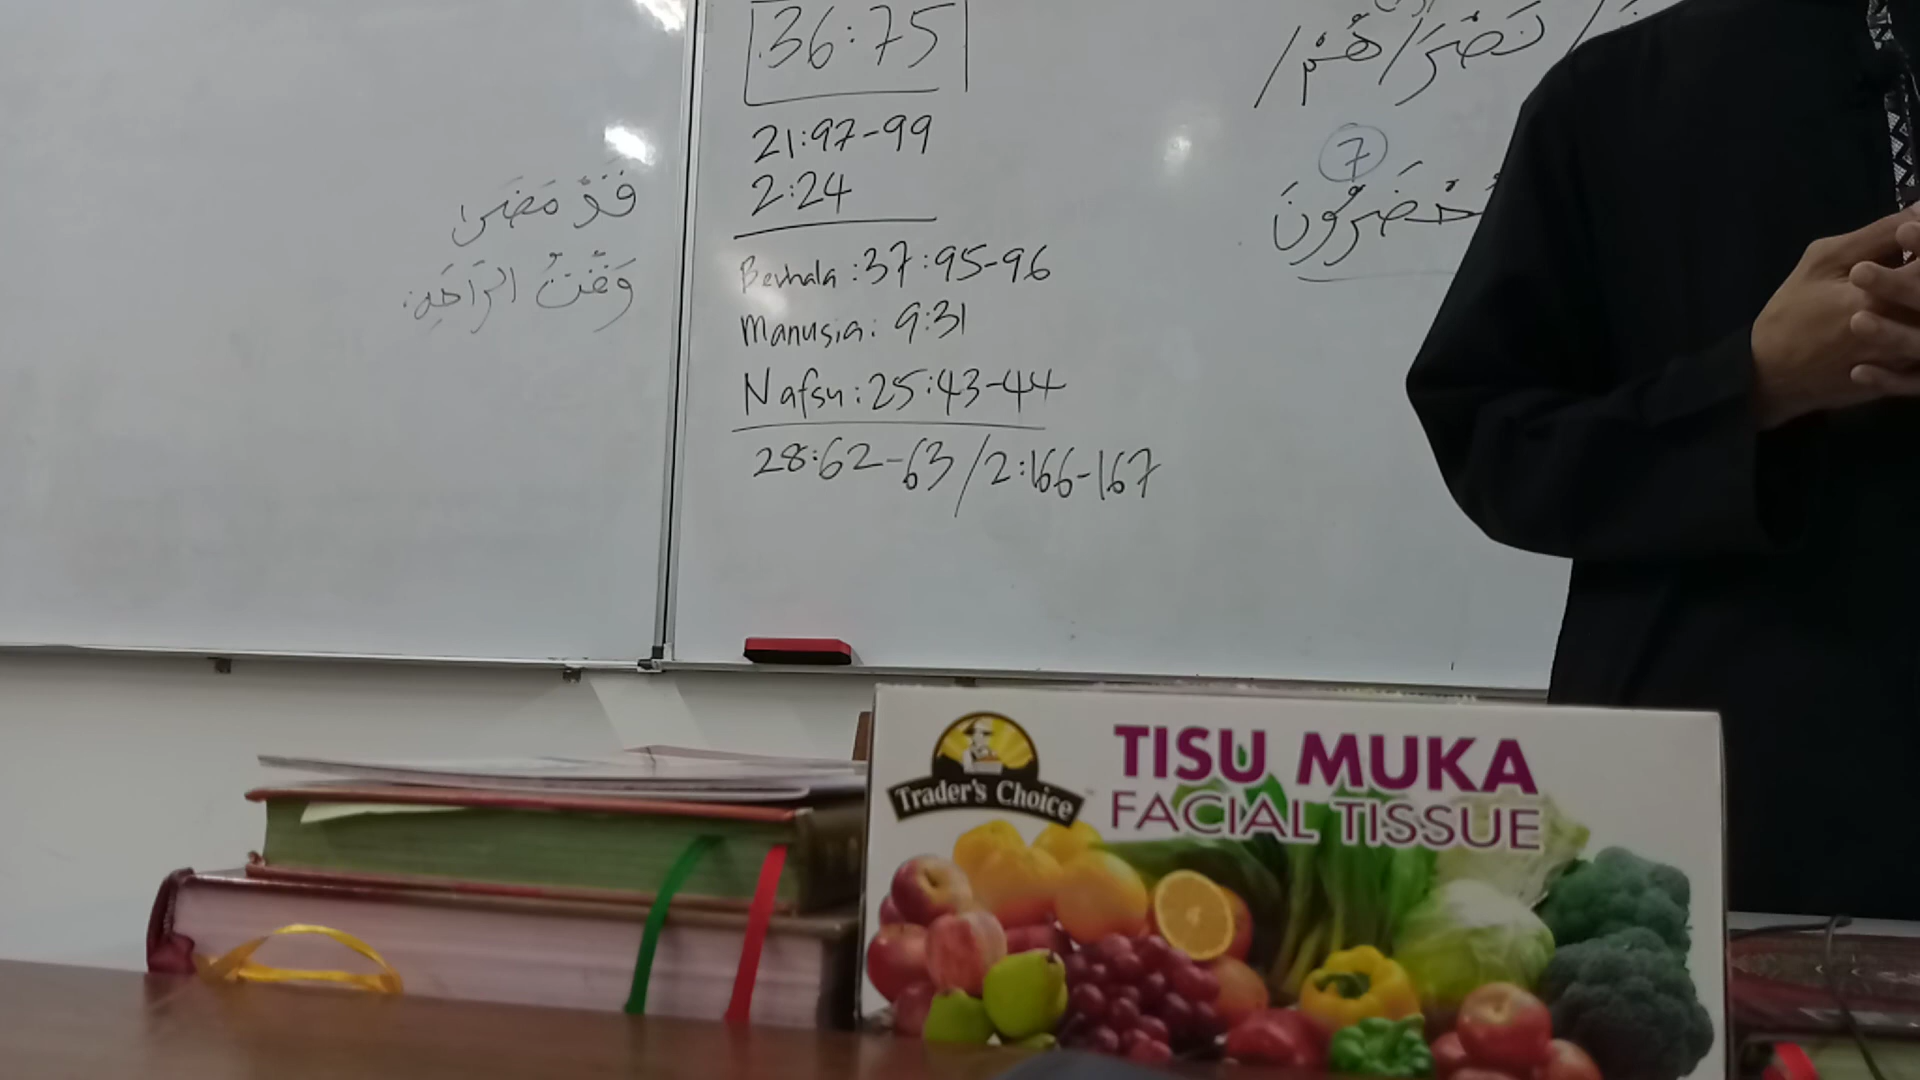 36:75
21:97-99
2:24
Berhala: 37:95-96
Manusia: 9:31
Nafsu: 25:43-44
28:62-63/2:166-167
/نَصْرَ/هُمْ/
7
قَدْ مَضَى
وَقْتُ الرَّاحَةِ
Trader's Choice
TISU MUKA
FACIAL TISSUE